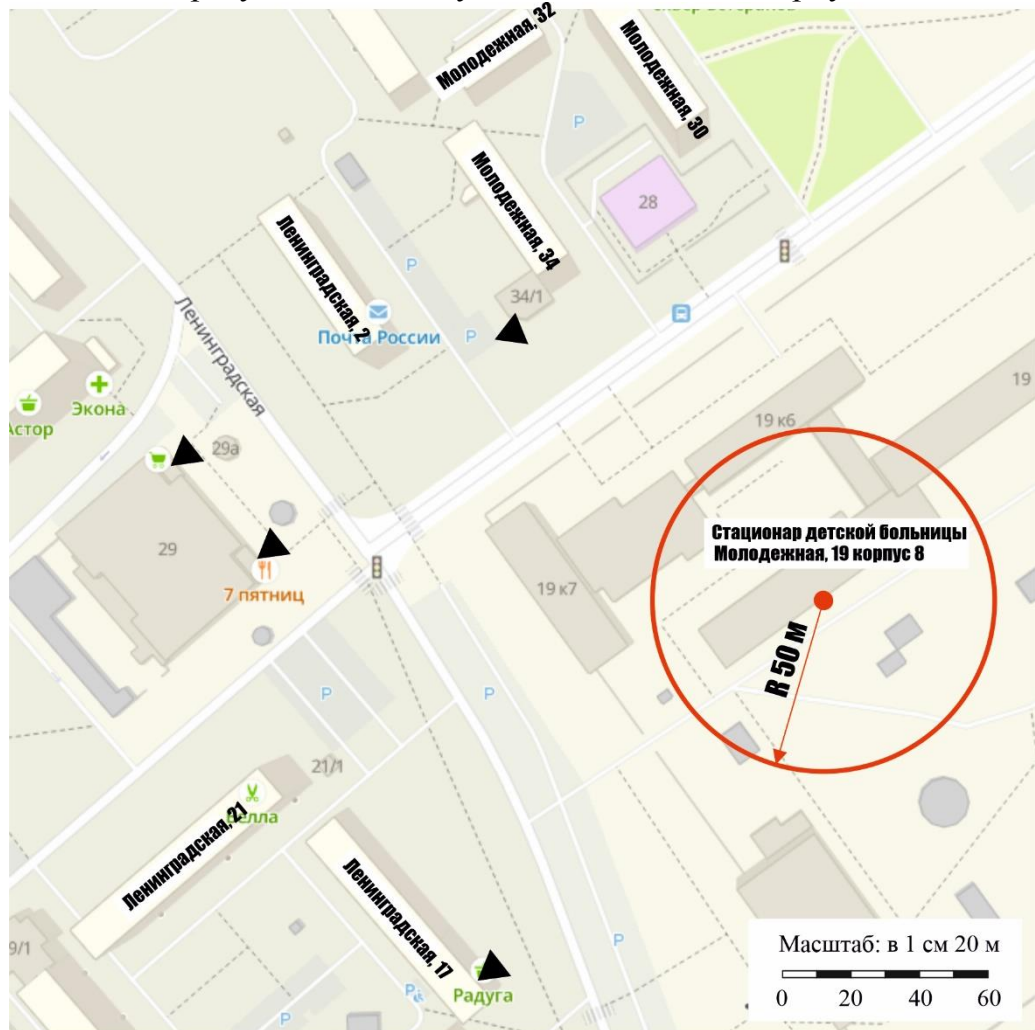 Молодежная, 32
Молодежная, 30
P
28
Молодежная, 34
Ленинградская, 2
P
34/1
Почта России
P
Ленинградская
Экона
Астор
29а
19
19 к6
Стационар детской больницы
Молодежная, 19 корпус 8
29
7 пятниц
19 к7
R 50 м
P
P
21/1
Белла
Ленинградская, 21
Ленинградская, 17
9/1
P
Радуга
P
P
Масштаб: в 1 см 20 м
0 20 40 60